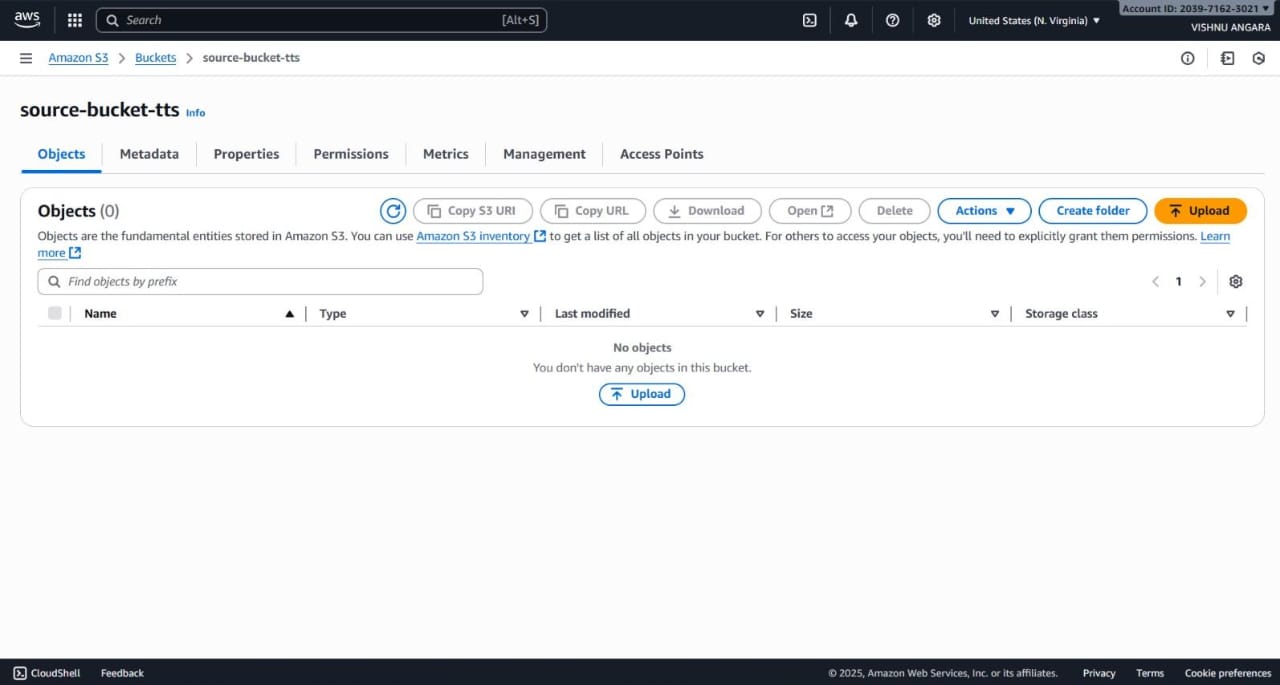 aws Search [Alt+S] United States (N. Virginia) Account ID: 2039-7162-3021
VISHNU ANGARA
Amazon S3 > Buckets > source-bucket-tts
source-bucket-tts Info
Objects Metadata Properties Permissions Metrics Management Access Points
Objects (0) Copy S3 URI Copy URL Download Open Delete Actions Create folder Upload
Objects are the fundamental entities stored in Amazon S3. You can use Amazon S3 inventory to get a list of all objects in your bucket. For others to access your objects, you'll need to explicitly grant them permissions. Learn
more
Find objects by prefix < 1 >
Name Type Last modified Size Storage class
No objects
You don't have any objects in this bucket.
Upload
CloudShell Feedback © 2025, Amazon Web Services, Inc. or its affiliates. Privacy Terms Cookie preferences